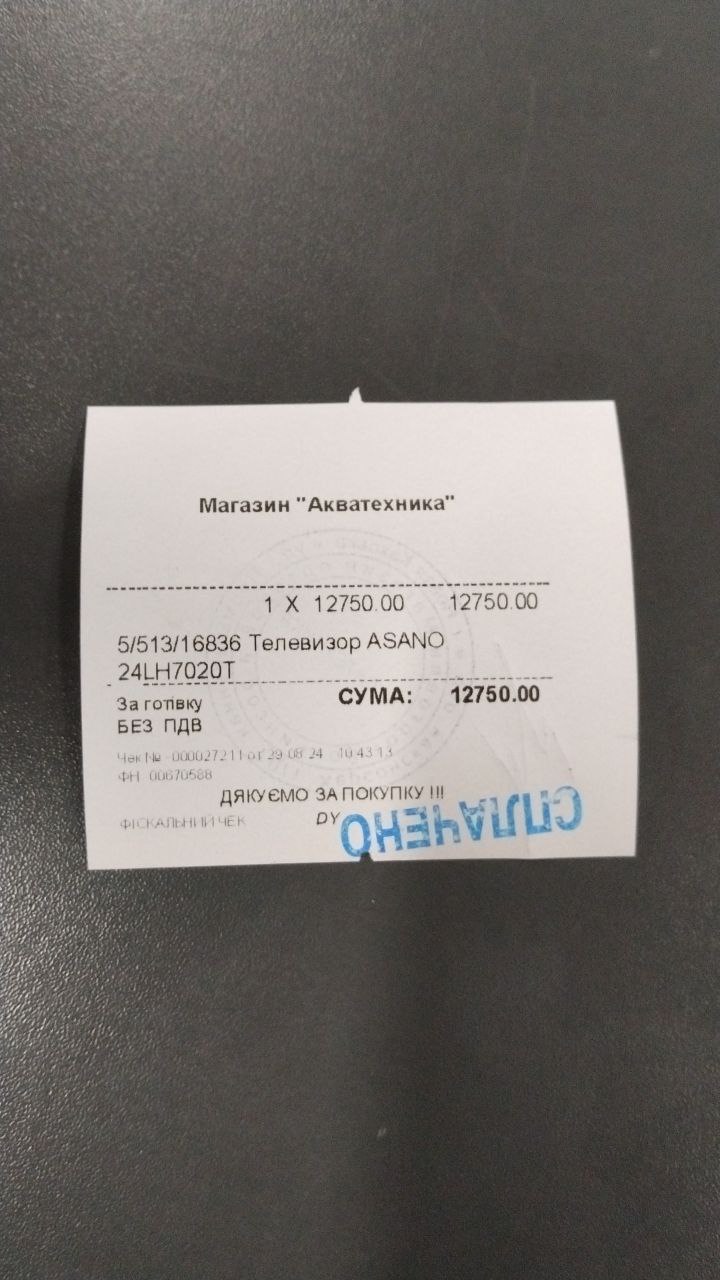 Магазин "Акватехника"
1 X 12750.00 12750.00
5/513/16836 Телевизор ASANO
24LH7020T
За готівку СУМА: 12750.00
БЕЗ ПДВ
Чек № 000027211 от 29-08-24 10:43:13
ФН 00670588
ДЯКУЄМО ЗА ПОКУПКУ !!!
ФІСКАЛЬНИЙ ЧЕК DY
СПЛАЧЕНО